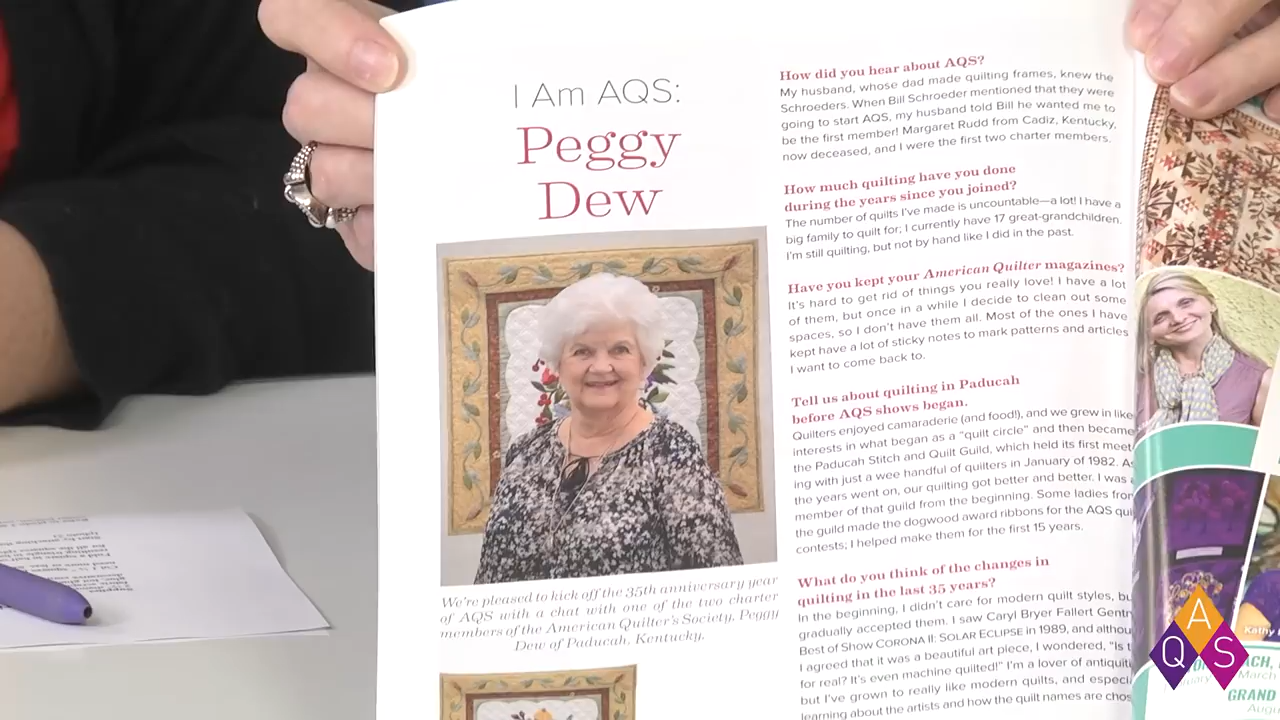 I Am AQS:
Peggy
Dew
We're pleased to kick off the 35th anniversary year
of AQS with a chat with one of the two charter
members of the American Quilter's Society, Peggy
Dew of Paducah, Kentucky.
How did you hear about AQS?
My husband, whose dad made quilting frames, knew the
Schroeders. When Bill Schroeder mentioned that they were
going to start AQS, my husband told Bill he wanted me to
be the first member! Margaret Rudd from Cadiz, Kentucky,
now deceased, and I were the first two charter members.
How much quilting have you done
during the years since you joined?
The number of quilts I've made is uncountable—a lot! I have a
big family to quilt for; I currently have 17 great-grandchildren.
I'm still quilting, but not by hand like I did in the past.
Have you kept your American Quilter magazines?
It's hard to get rid of things you really love! I have a lot
of them, but once in a while I decide to clean out some
spaces, so I don't have them all. Most of the ones I have
kept have a lot of sticky notes to mark patterns and articles
I want to come back to.
Tell us about quilting in Paducah
before AQS shows began.
Quilters enjoyed camaraderie (and food!), and we grew in like
interests in what began as a "quilt circle" and then became
the Paducah Stitch and Quilt Guild, which held its first meet-
ing with just a wee handful of quilters in January of 1982. As
the years went on, our quilting got better and better. I was a
member of that guild from the beginning. Some ladies from
the guild made the dogwood award ribbons for the AQS qui
contests; I helped make them for the first 15 years.
What do you think of the changes in
quilting in the last 35 years?
In the beginning, I didn't care for modern quilt styles, bu
gradually accepted them. I saw Caryl Bryer Fallert Gentr
Best of Show CORONA II: SOLAR ECLIPSE in 1989, and althou
I agreed that it was a beautiful art piece, I wondered, "Is t
for real? It's even machine quilted!" I'm a lover of antiquit
but I've grown to really like modern quilts, and especi
learning about the artists and how the quilt names are chos
Kathy
ACH,
March
GRAND
Augu
AQS